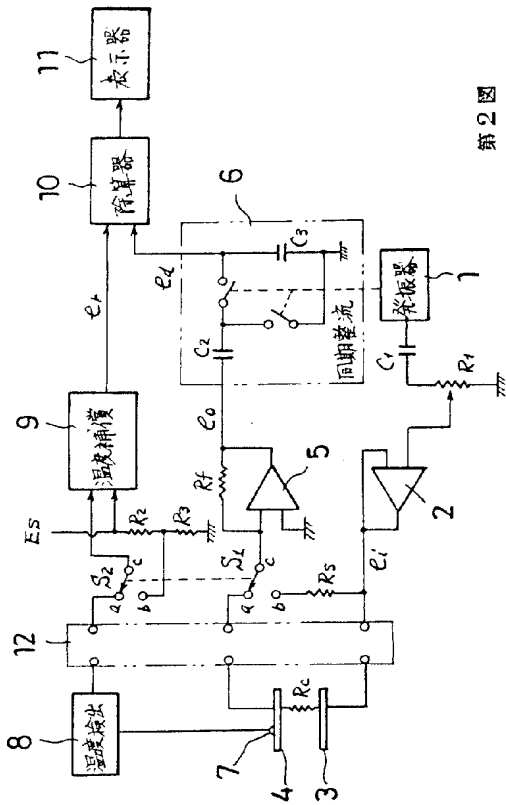 11
表示器
10
除算器
6
er
ed
C3
同期整流
C2
発振器
1
C1
R1
9
温度補償
eo
Rf
5
2
Es
R2
R3
S2
a
b
c
S1
a
b
c
Rs
ei
12
8
温度検出
7
4
Rc
3
第2図